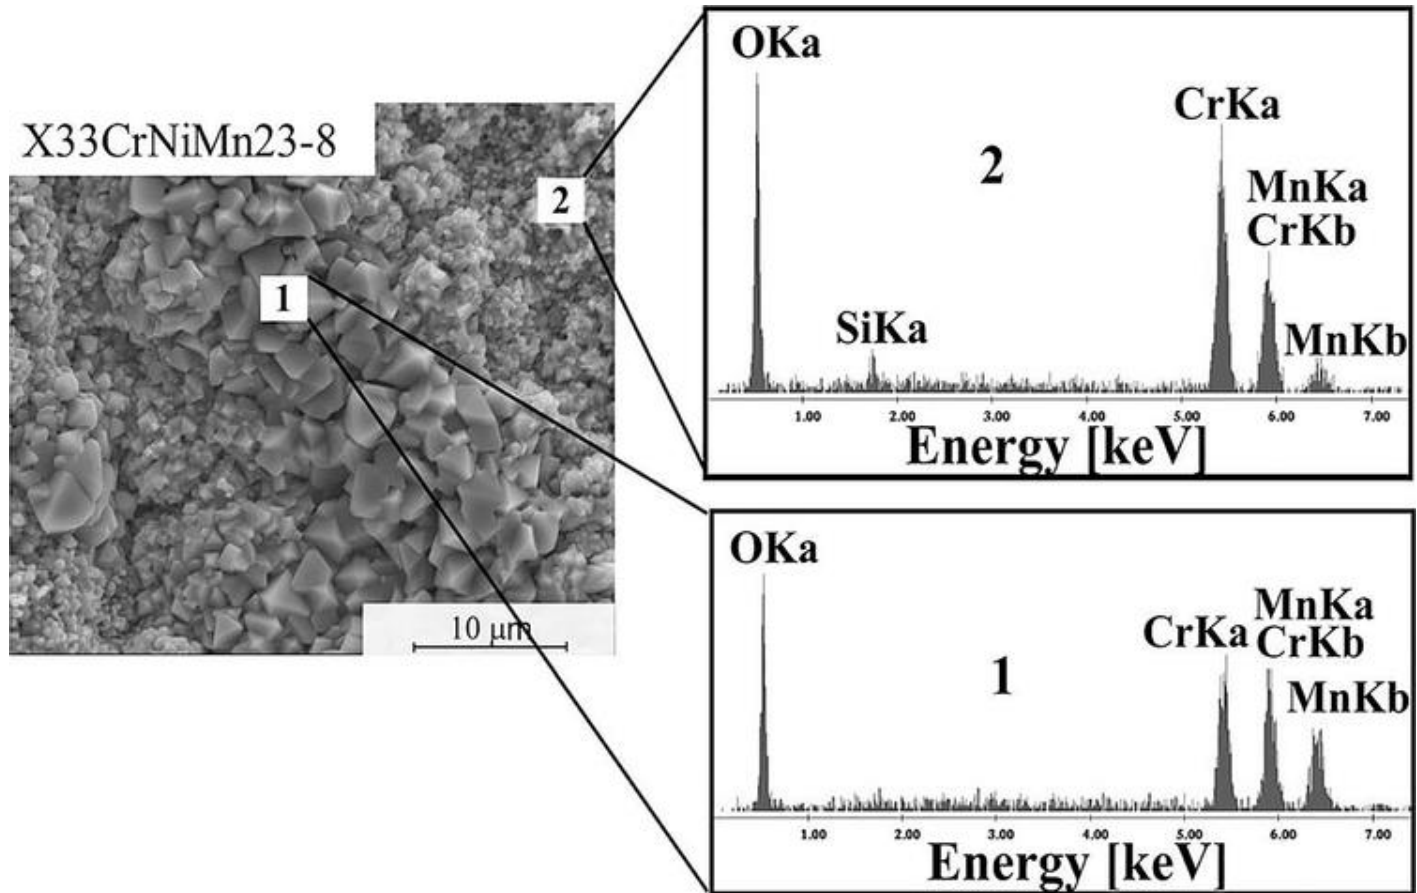 X33CrNiMn23-8
1
2
10 μm
OKa
SiKa
2
CrKa
MnKa
CrKb
MnKb
1.00 2.00 3.00 4.00 5.00 6.00 7.00
Energy [keV]
OKa
1
CrKa
MnKa
CrKb
MnKb
1.00 2.00 3.00 4.00 5.00 6.00 7.00
Energy [keV]